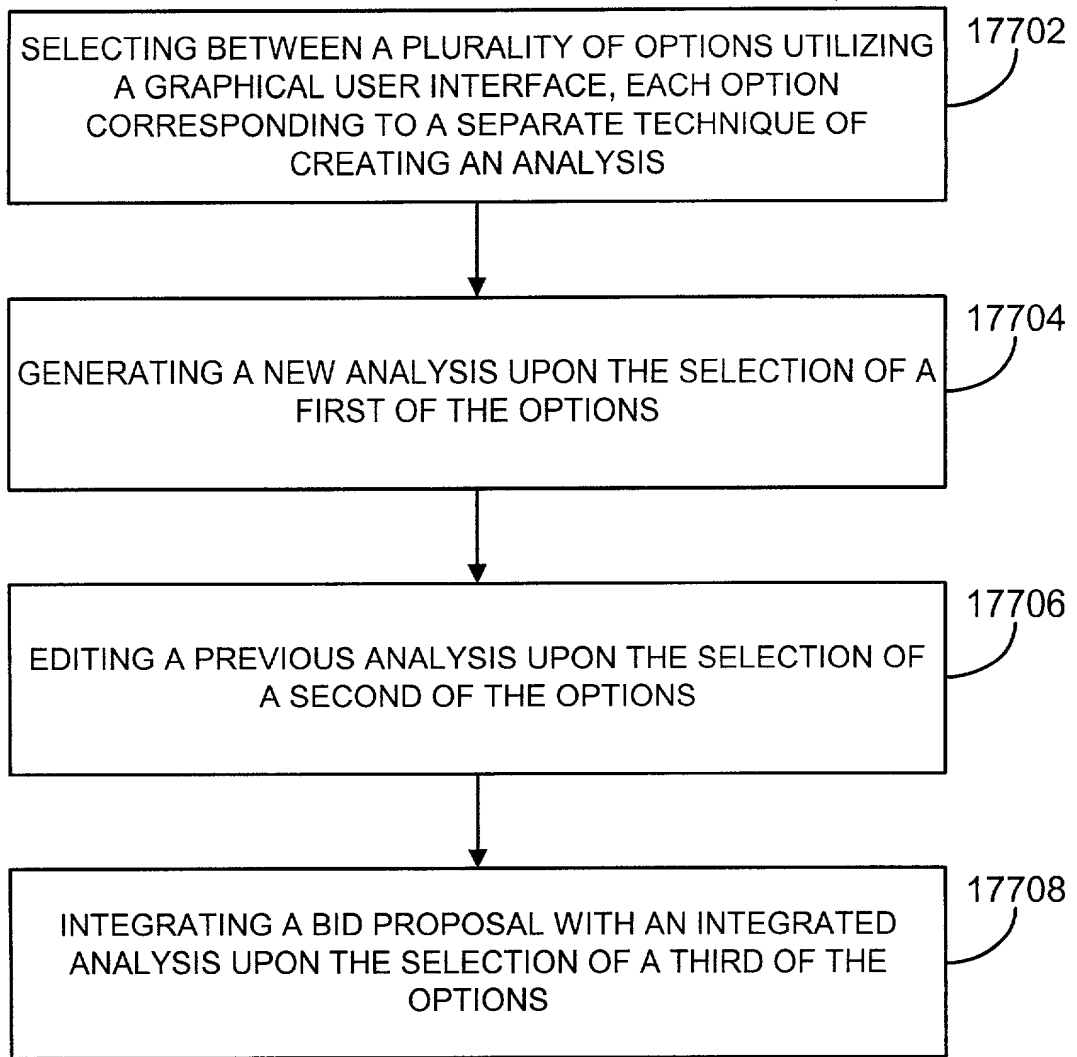 SELECTING BETWEEN A PLURALITY OF OPTIONS UTILIZING
A GRAPHICAL USER INTERFACE, EACH OPTION
CORRESPONDING TO A SEPARATE TECHNIQUE OF
CREATING AN ANALYSIS
17702
GENERATING A NEW ANALYSIS UPON THE SELECTION OF A
FIRST OF THE OPTIONS
17704
EDITING A PREVIOUS ANALYSIS UPON THE SELECTION OF
A SECOND OF THE OPTIONS
17706
INTEGRATING A BID PROPOSAL WITH AN INTEGRATED
ANALYSIS UPON THE SELECTION OF A THIRD OF THE
OPTIONS
17708